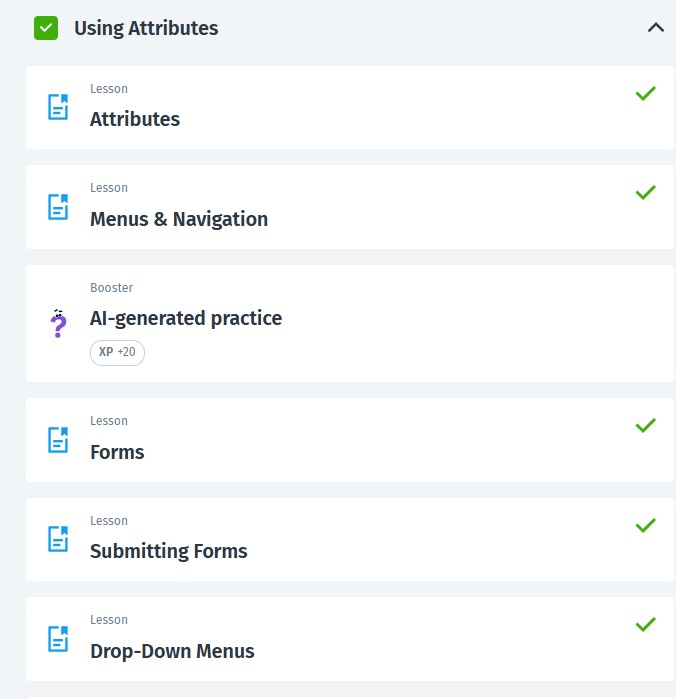 Using Attributes
Lesson
Attributes
Lesson
Menus & Navigation
Booster
AI-generated practice
XP +20
Lesson
Forms
Lesson
Submitting Forms
Lesson
Drop-Down Menus